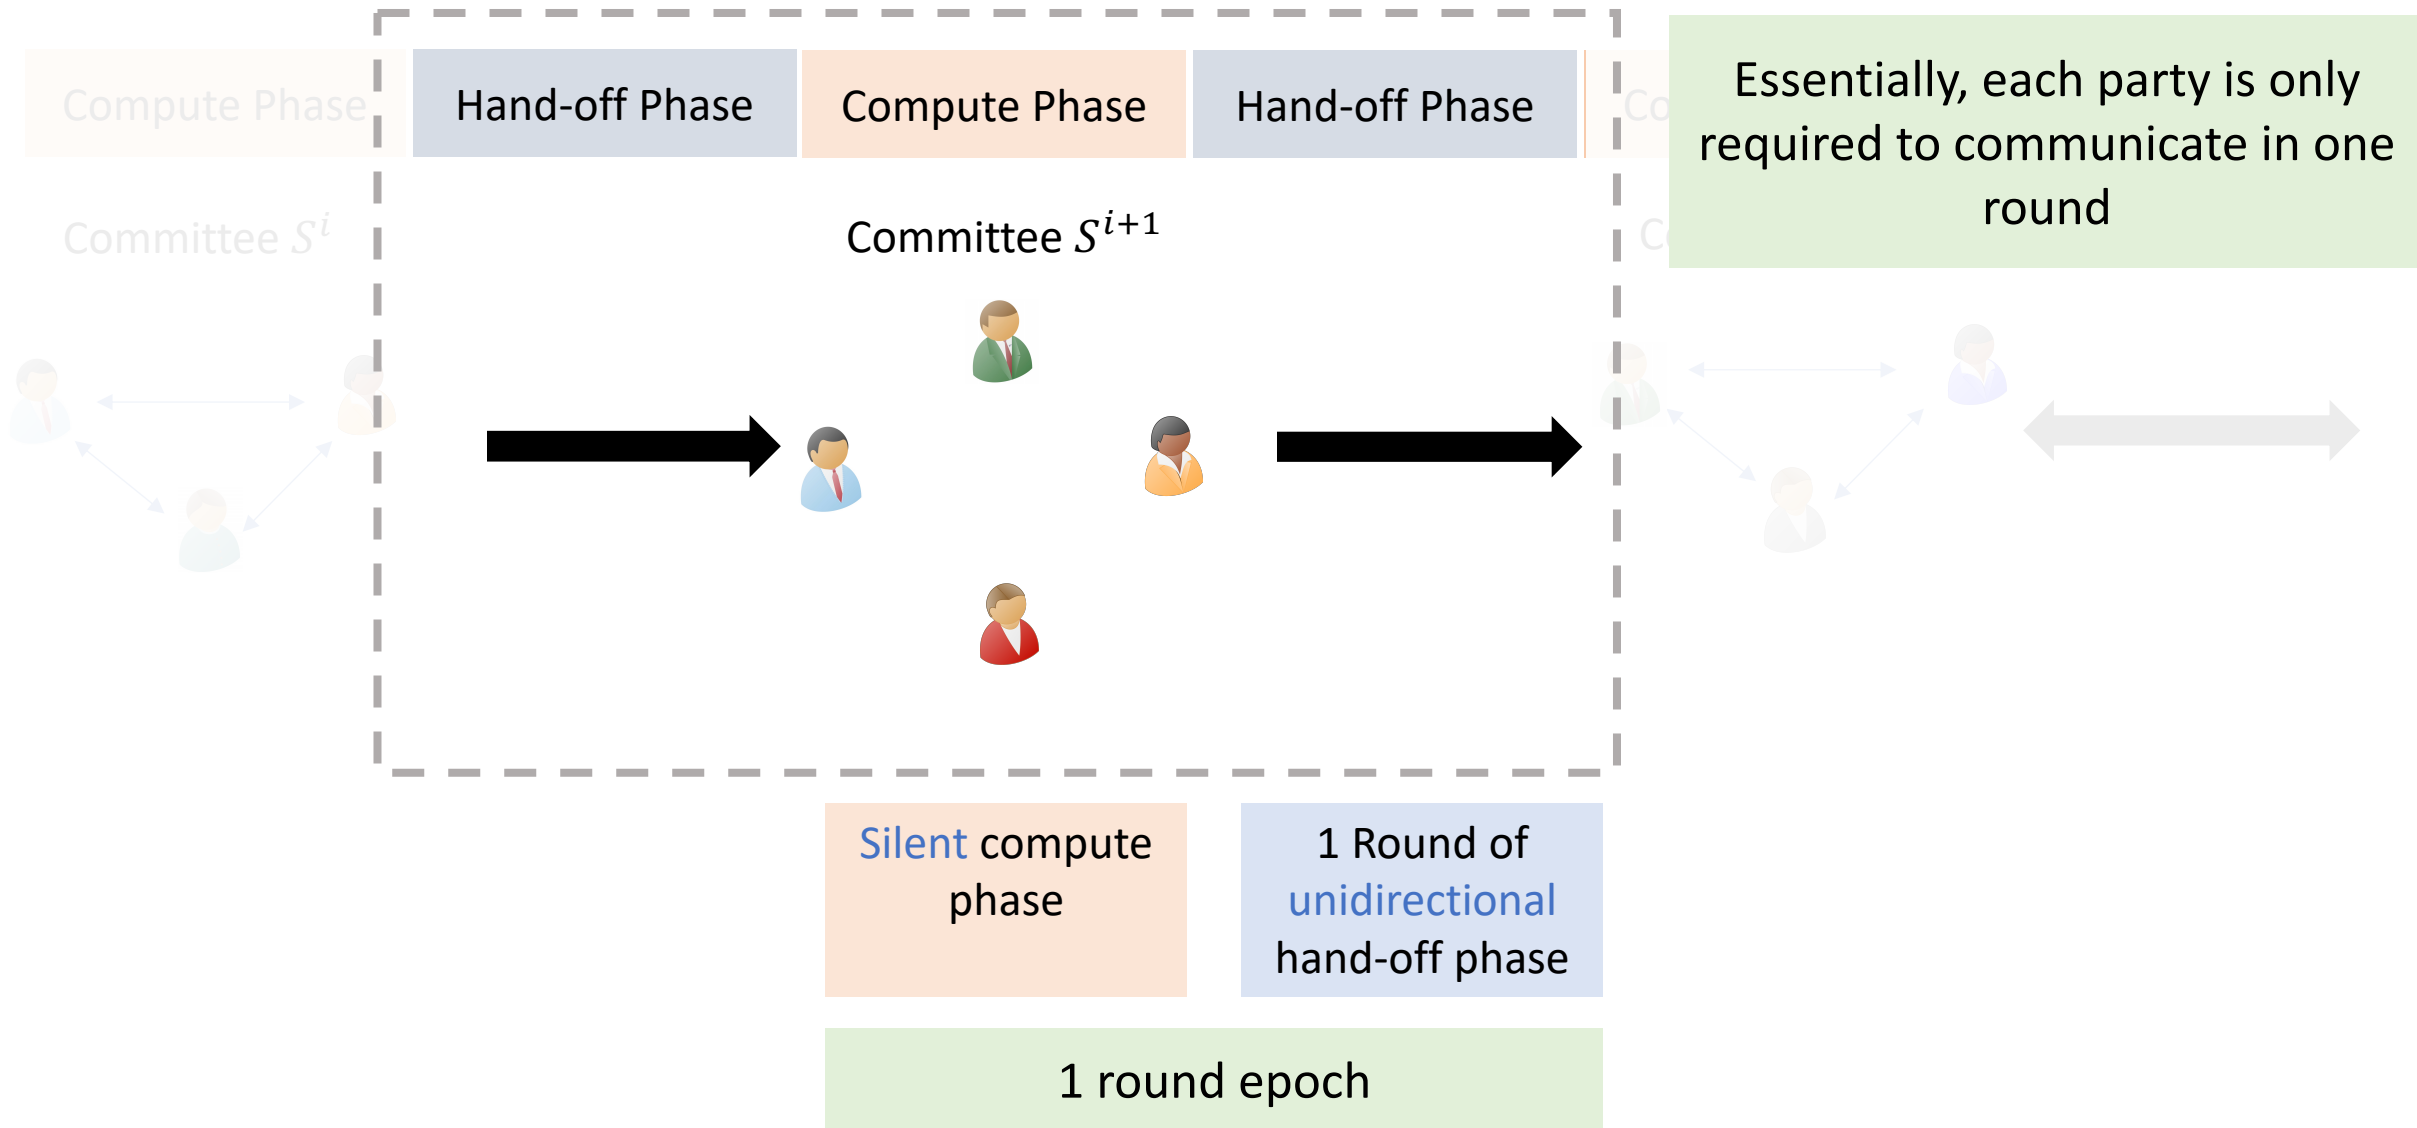 Compute Phase
Hand-off Phase
Compute Phase
Hand-off Phase
Co
Essentially, each party is only
required to communicate in one
round
Committee S^i
Committee S^{i+1}
Silent compute
phase
1 Round of
unidirectional
hand-off phase
1 round epoch